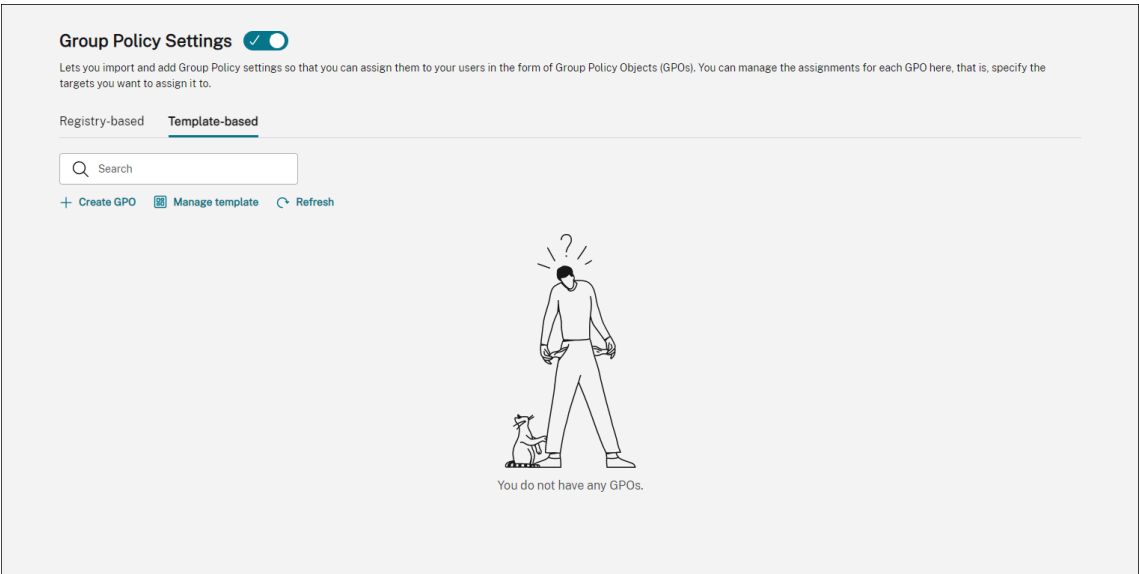 Group Policy Settings
Lets you import and add Group Policy settings so that you can assign them to your users in the form of Group Policy Objects (GPOs). You can manage the assignments for each GPO here, that is, specify the
targets you want to assign it to.
Registry-based Template-based
Search
Create GPO Manage template Refresh
?
You do not have any GPOs.